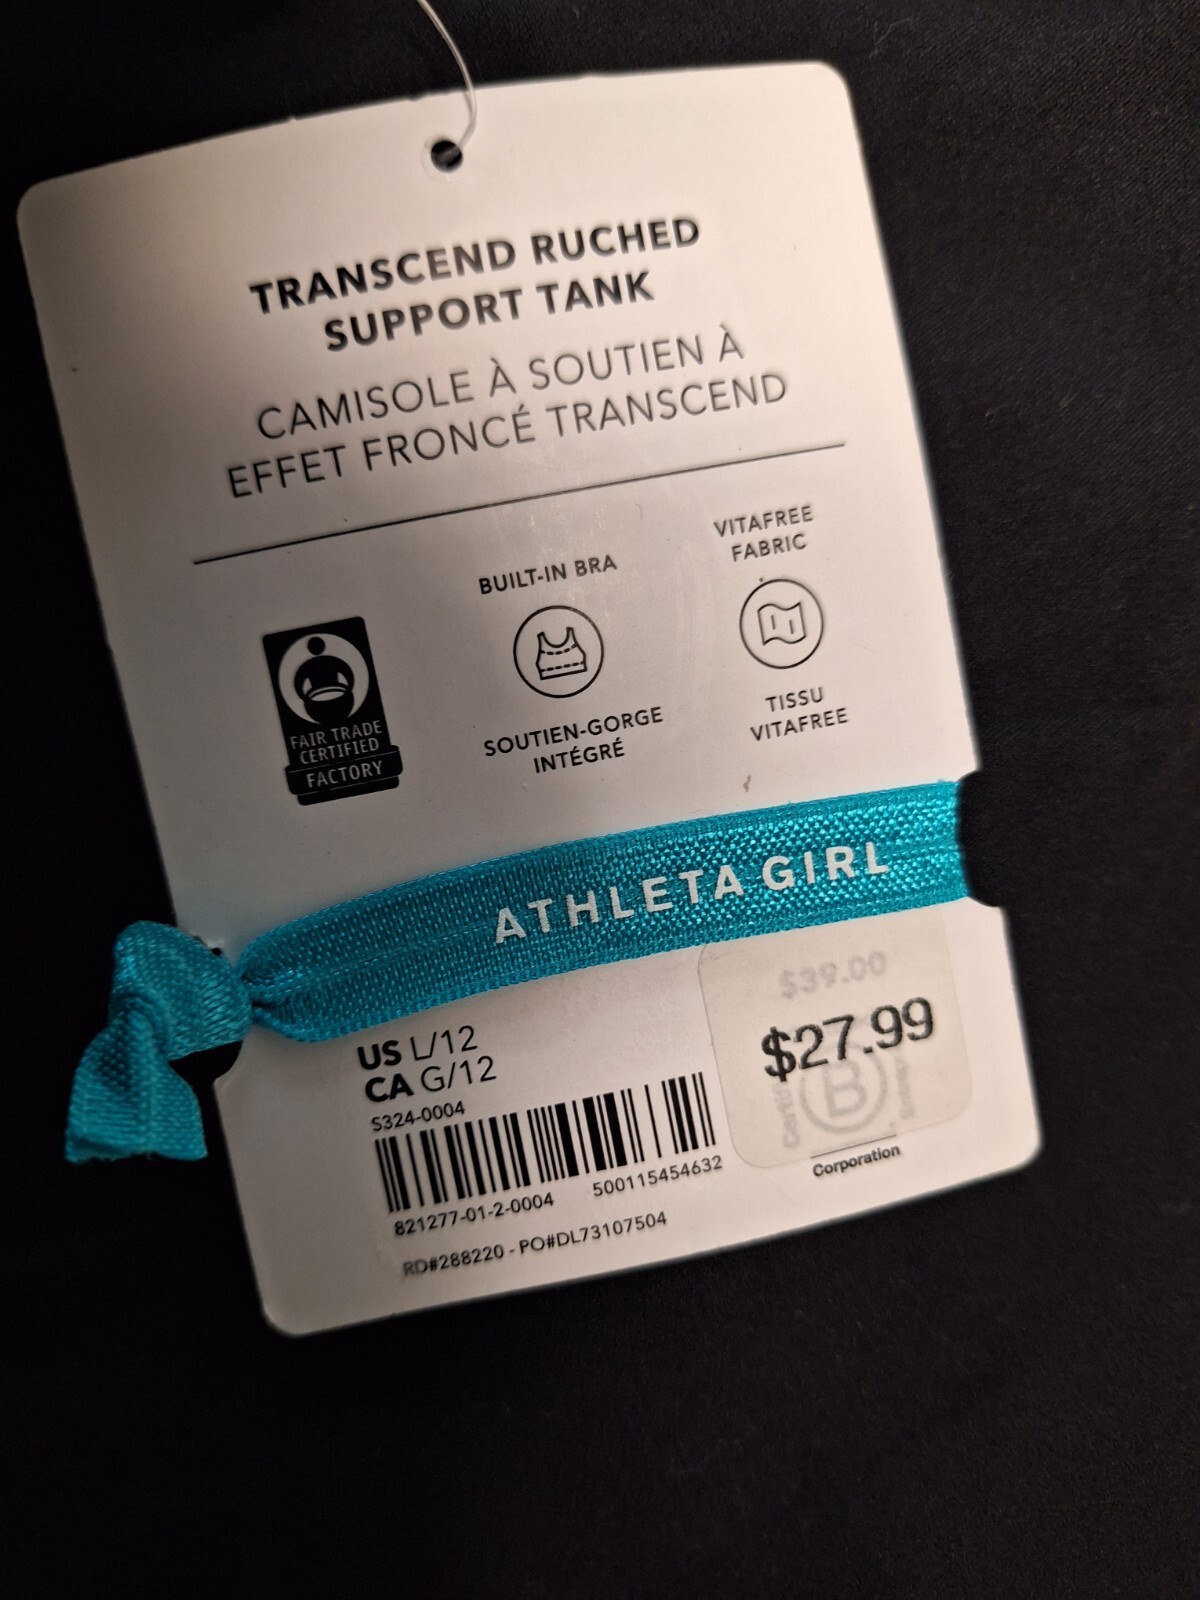 TRANSCEND RUCHED
SUPPORT TANK
CAMISOLE À SOUTIEN À
EFFET FRONCÉ TRANSCEND
FAIR TRADE
CERTIFIED
FACTORY
BUILT-IN BRA
SOUTIEN-GORGE
INTÉGRÉ
VITAFREE
FABRIC
TISSU
VITAFREE
ATHLETA GIRL
US L/12
CA G/12
S324-0004
821277-01-2-0004 500115454632
RD#288220 - PO#DL73107504
$39.00
$27.99
B
Corporation